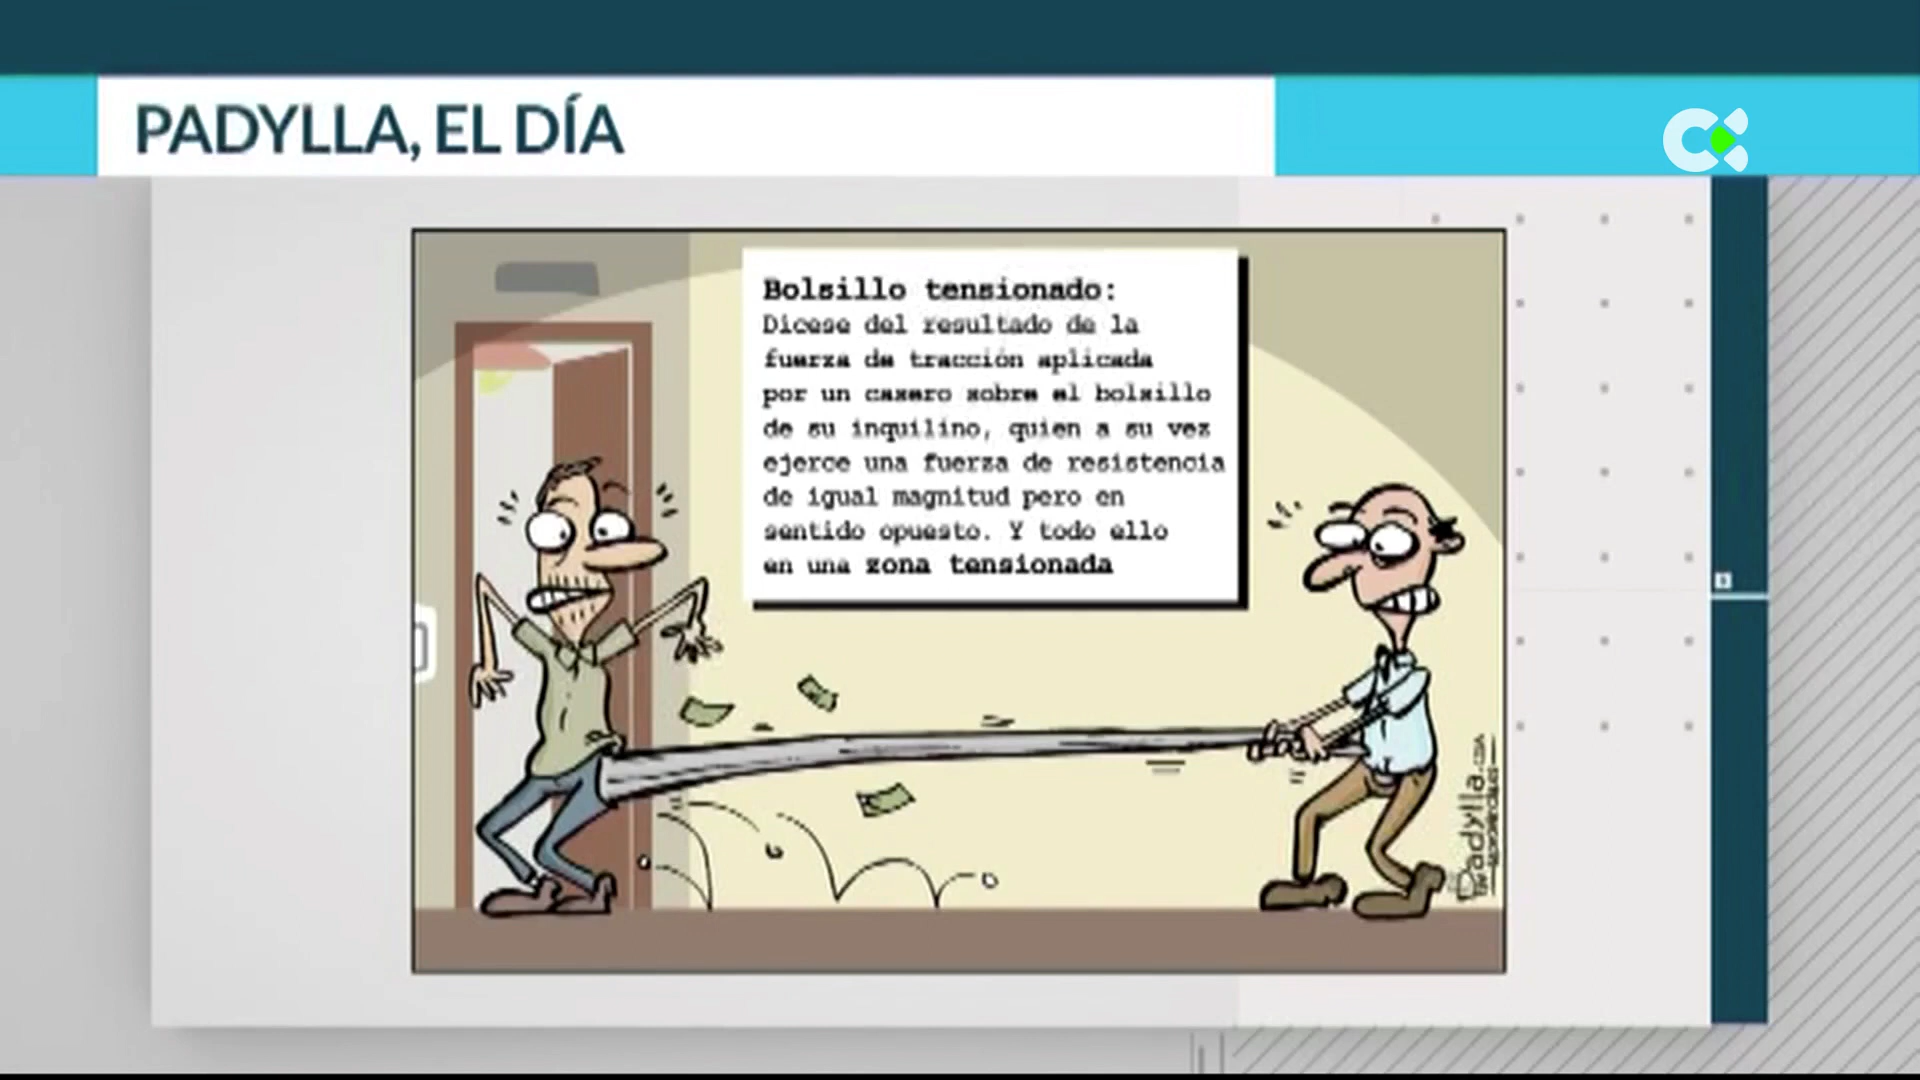 PADYLLA, EL DÍA
Bolsillo tensionado:
Dícese del resultado de la
fuerza de tracción aplicada
por un casero sobre el bolsillo
de su inquilino, quien a su vez
ejerce una fuerza de resistencia
de igual magnitud pero en
sentido opuesto. Y todo ello
en una zona tensionada
Padylla.